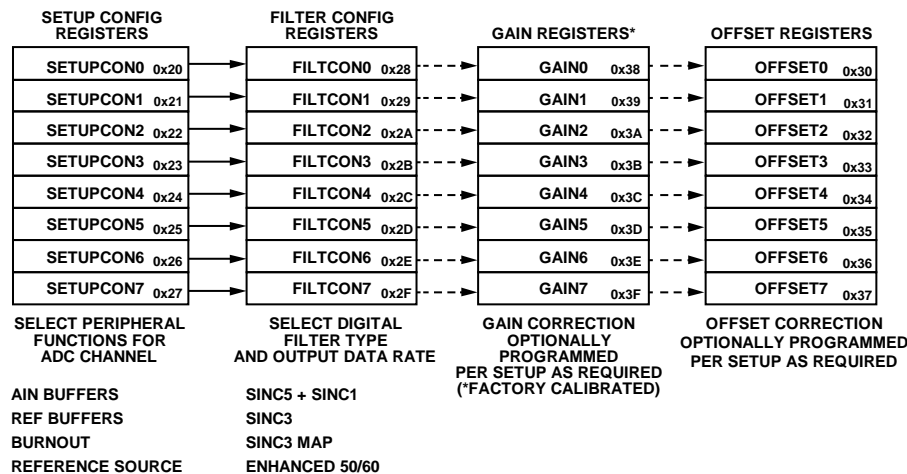 SETUP CONFIG
REGISTERS
FILTER CONFIG
REGISTERS
GAIN REGISTERS*
OFFSET REGISTERS
SETUPCON0 0x20
FILTCON0 0x28
GAIN0 0x38
OFFSET0 0x30
SETUPCON1 0x21
FILTCON1 0x29
GAIN1 0x39
OFFSET1 0x31
SETUPCON2 0x22
FILTCON2 0x2A
GAIN2 0x3A
OFFSET2 0x32
SETUPCON3 0x23
FILTCON3 0x2B
GAIN3 0x3B
OFFSET3 0x33
SETUPCON4 0x24
FILTCON4 0x2C
GAIN4 0x3C
OFFSET4 0x34
SETUPCON5 0x25
FILTCON5 0x2D
GAIN5 0x3D
OFFSET5 0x35
SETUPCON6 0x26
FILTCON6 0x2E
GAIN6 0x3E
OFFSET6 0x36
SETUPCON7 0x27
FILTCON7 0x2F
GAIN7 0x3F
OFFSET7 0x37
SELECT PERIPHERAL
FUNCTIONS FOR
ADC CHANNEL
SELECT DIGITAL
FILTER TYPE
AND OUTPUT DATA RATE
GAIN CORRECTION
OPTIONALLY
PROGRAMMED
PER SETUP AS REQUIRED
(*FACTORY CALIBRATED)
OFFSET CORRECTION
OPTIONALLY PROGRAMMED
PER SETUP AS REQUIRED
AIN BUFFERS
REF BUFFERS
BURNOUT
REFERENCE SOURCE
SINC5 + SINC1
SINC3
SINC3 MAP
ENHANCED 50/60